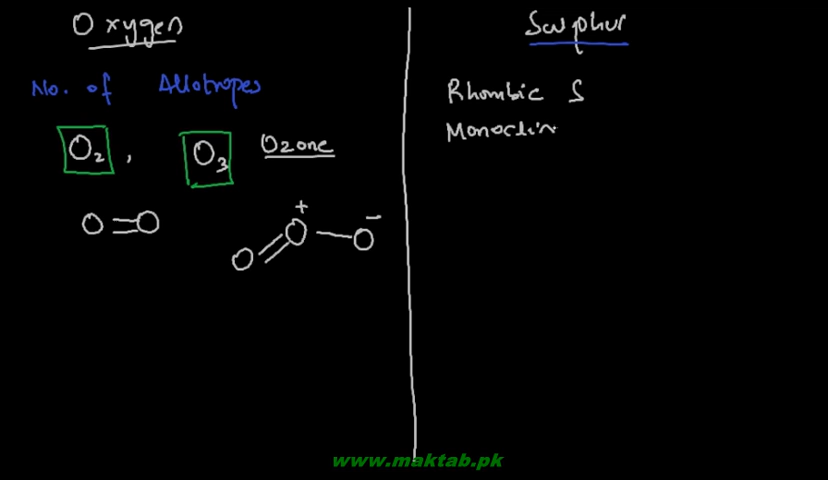 Oxygen
No. of Allotropes
O2, O3 Ozone
O=O
O=O+—O−
Sulphur
Rhombic S
Monoclin
www.maktab.pk